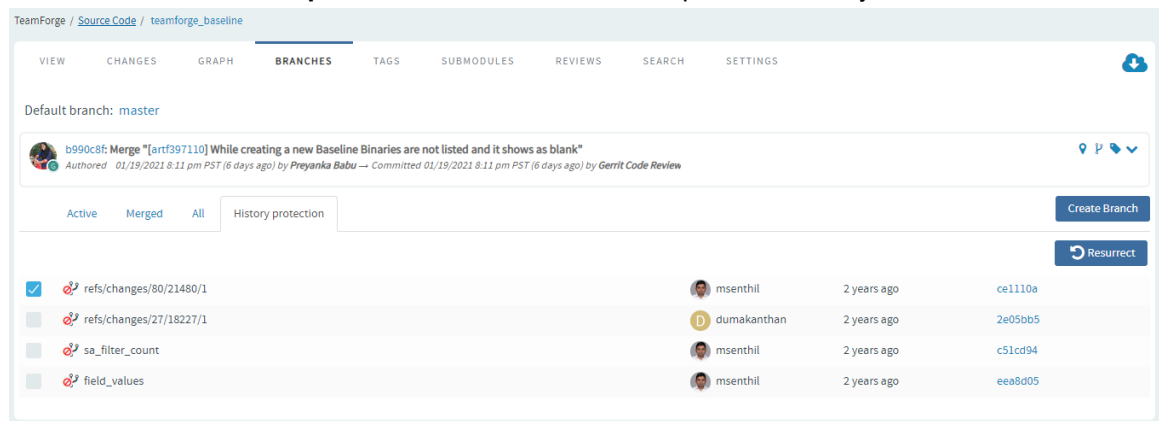 TeamForge / Source Code / teamforge_baseline
VIEW CHANGES GRAPH BRANCHES TAGS SUBMODULES REVIEWS SEARCH SETTINGS
Default branch: master
b990c8f: Merge "[artf397110] While creating a new Baseline Binaries are not listed and it shows as blank"
Authored 01/19/2021 8:11 pm PST (6 days ago) by Preyanka Babu → Committed 01/19/2021 8:11 pm PST (6 days ago) by Gerrit Code Review
Active Merged All History protection Create Branch
Resurrect
refs/changes/80/21480/1 msenthil 2 years ago ce1110a
refs/changes/27/18227/1 D dumakanthan 2 years ago 2e05bb5
sa_filter_count msenthil 2 years ago c51cd94
field_values msenthil 2 years ago eea8d05